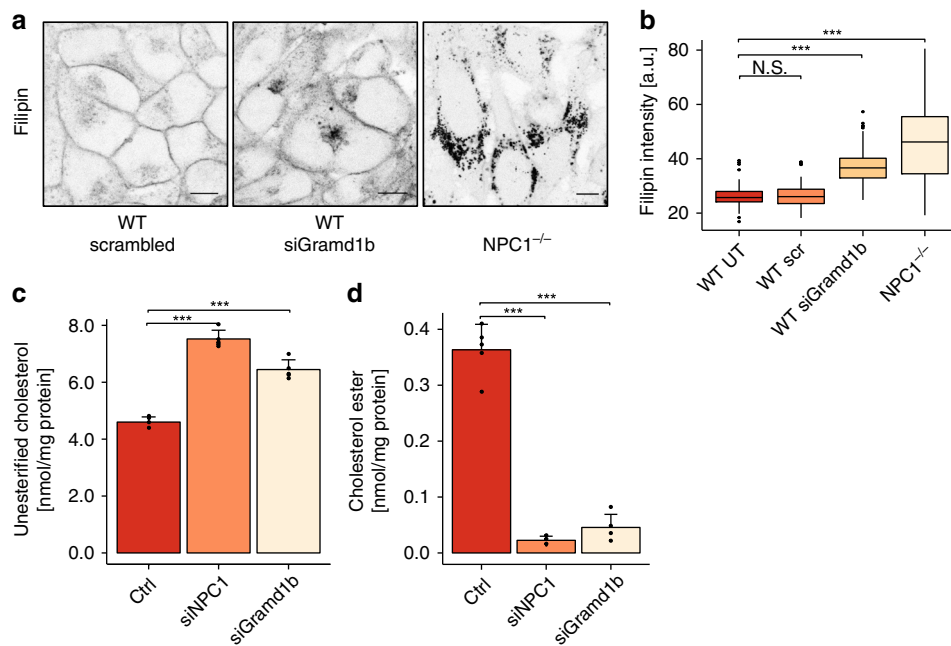 a
Filipin
WT
scrambled
WT
siGramd1b
NPC1⁻/⁻
b
Filipin intensity [a.u.]
80
60
40
20
***
***
N.S.
WT UT
WT scr
WT siGramd1b
NPC1⁻/⁻
c
Unesterified cholesterol
[nmol/mg protein]
8.0
6.0
4.0
2.0
0.0
***
***
Ctrl
siNPC1
siGramd1b
d
Cholesterol ester
[nmol/mg protein]
0.4
0.3
0.2
0.1
0.0
***
***
Ctrl
siNPC1
siGramd1b